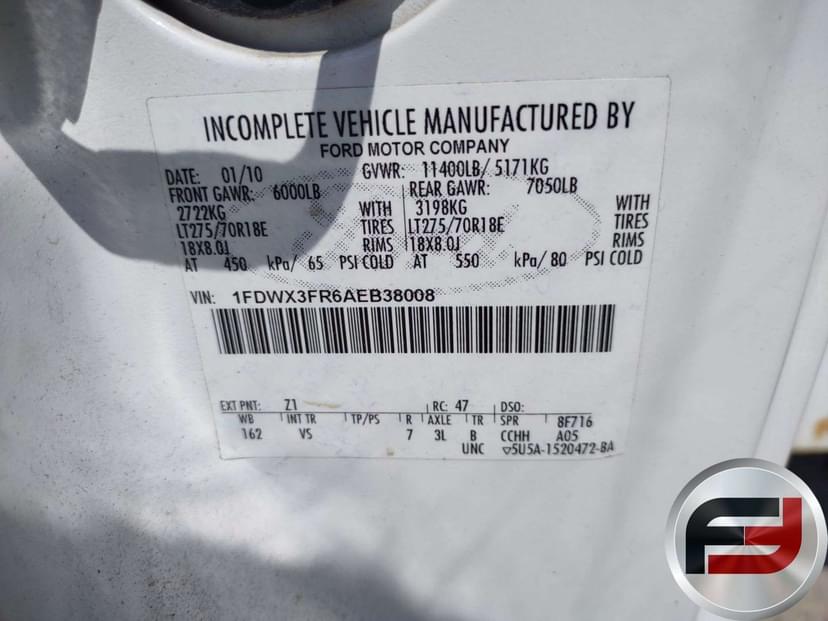 INCOMPLETE VEHICLE MANUFACTURED BY
FORD MOTOR COMPANY
DATE: 01/10 GVWR: 11400LB/ 5171KG
FRONT GAWR: 6000LB REAR GAWR: 7050LB
2722KG WITH 3198KG WITH
LT275/70R18E TIRES LT275/70R18E TIRES
18X8.0J RIMS 18X8.0J RIMS
AT 450 kPa/ 65 PSI COLD AT 550 kPa/ 80 PSI COLD
VIN: 1FDWX3FR6AEB38008
EXT PNT: Z1 RC: 47 DSO:
WB INT TR TP/PS R AXLE TR SPR 8F716
162 VS 7 3L B CCHH A05
UNC ▽5U5A-1520472-BA